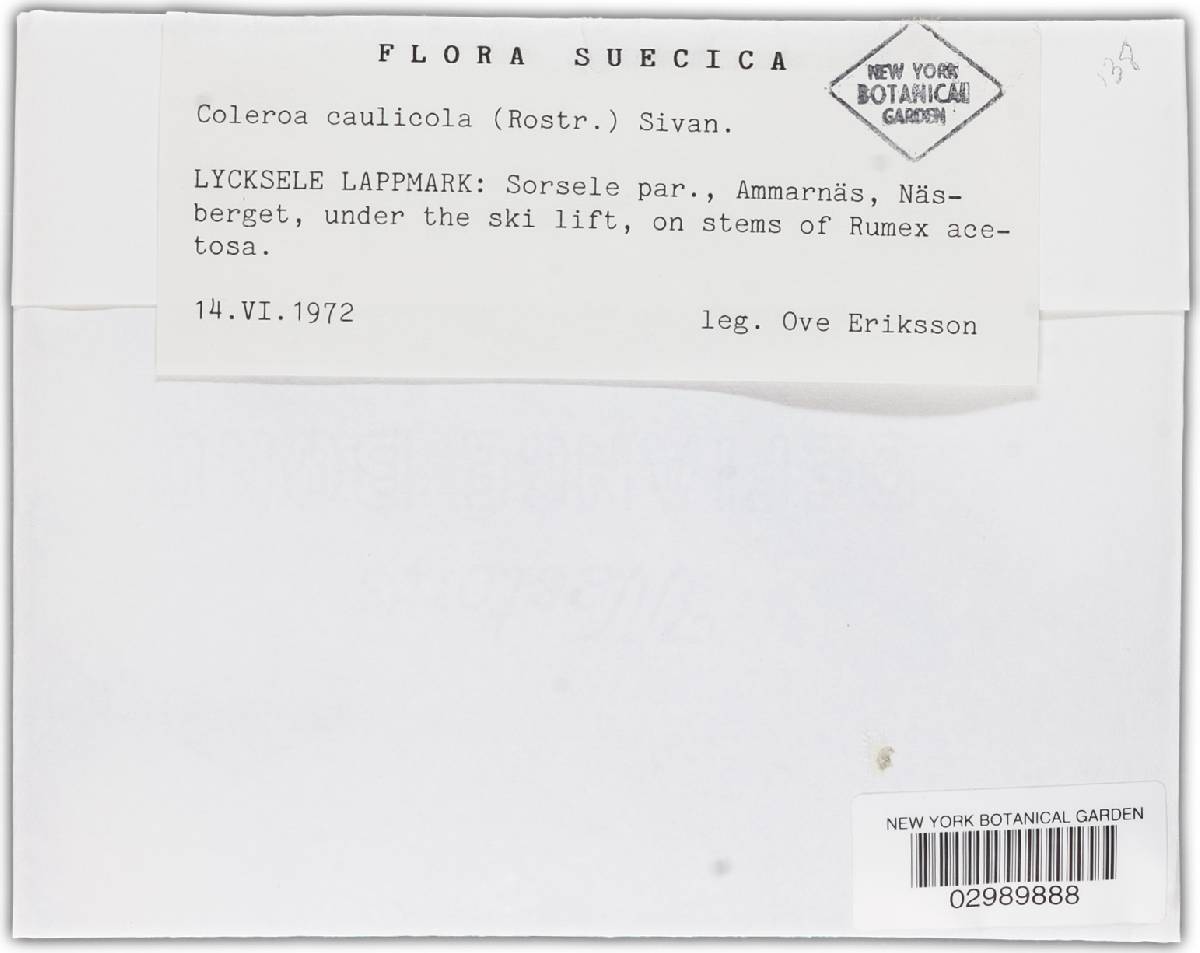 FLORA SUECICA
NEW YORK
BOTANICAL
GARDEN
Coleroa caulicola (Rostr.) Sivan.
LYCKSELE LAPPMARK: Sorsele par., Ammarnäs, Näs-
berget, under the ski lift, on stems of Rumex ace-
tosa.
14.VI.1972
leg. Ove Eriksson
NEW YORK BOTANICAL GARDEN
02989888